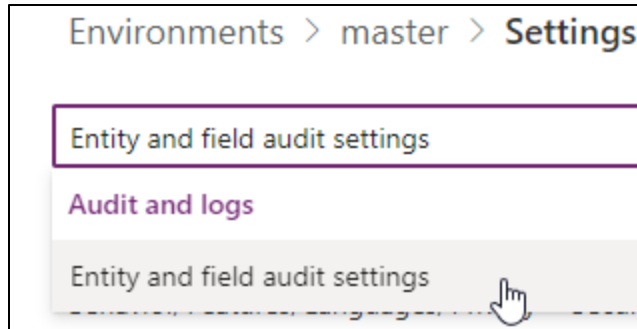 Environments > master > Settings
Entity and field audit settings
Audit and logs
Entity and field audit settings